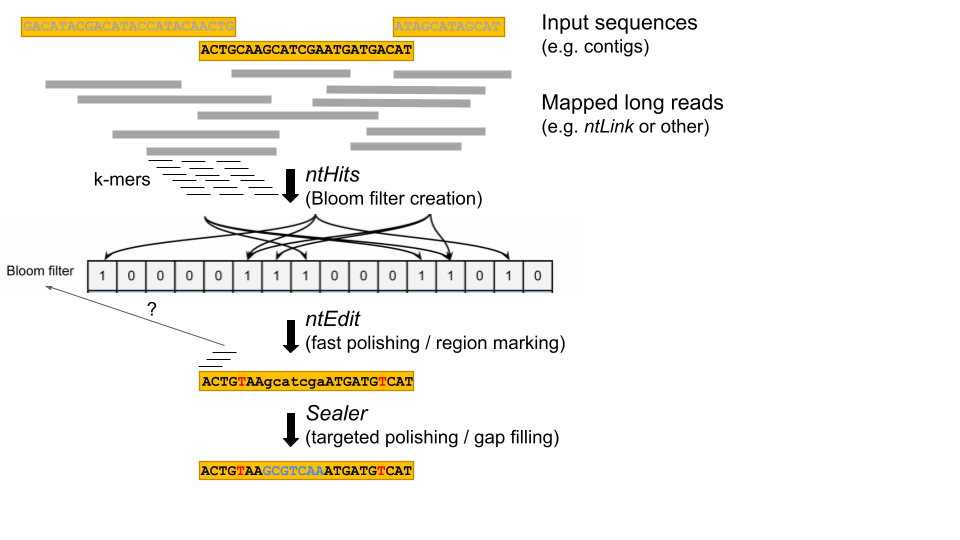 GACATACGACATACCATACAACTG
ATAGCATAGCAT
Input sequences
(e.g. contigs)
ACTGCAAGCATCGAATGATGACAT
Mapped long reads
(e.g. ntLink or other)
k-mers
ntHits
(Bloom filter creation)
Bloom filter
1 0 0 0 0 1 1 1 0 0 0 1 1 0 1 0
?
ntEdit
(fast polishing / region marking)
ACTGTAAgcatcgaATGATGTCAT
Sealer
(targeted polishing / gap filling)
ACTGTAAGCGTCAAATGATGTCAT